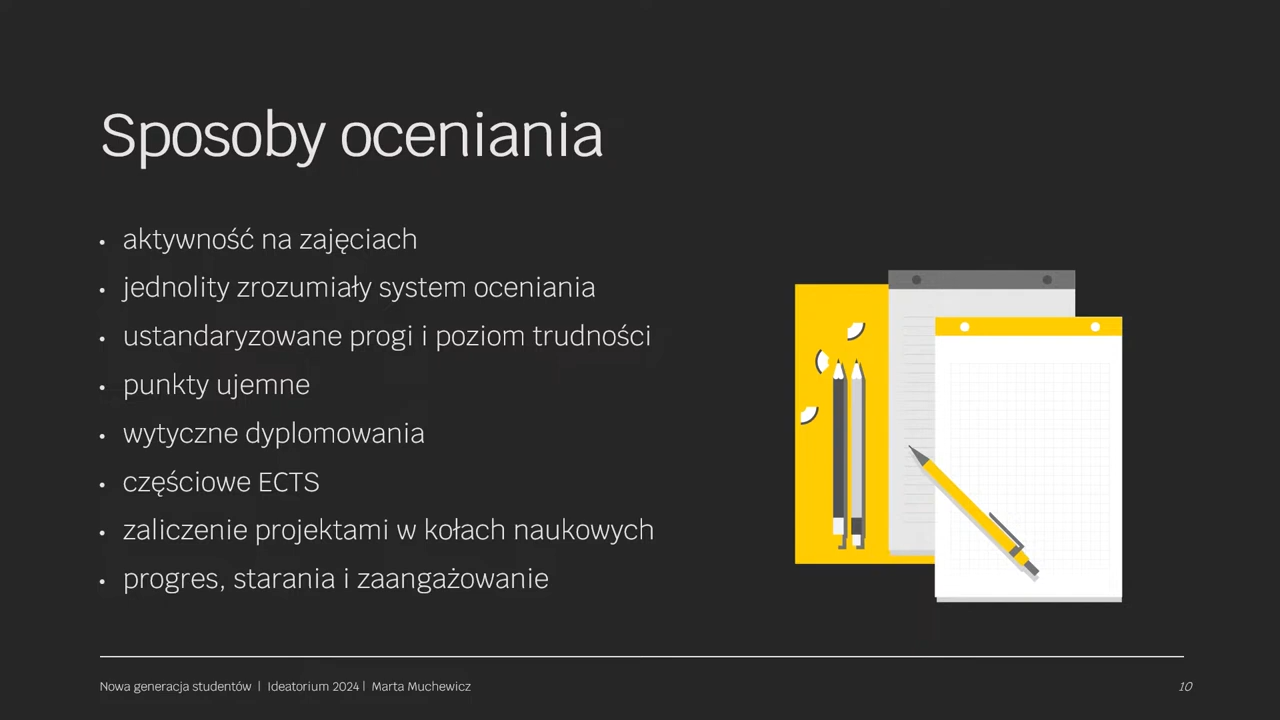 Sposoby oceniania
• aktywność na zajęciach
• jednolity zrozumiały system oceniania
• ustandaryzowane progi i poziom trudności
• punkty ujemne
• wytyczne dyplomowania
• częściowe ECTS
• zaliczenie projektami w kołach naukowych
• progres, starania i zaangażowanie
Nowa generacja studentów | Ideatorium 2024 | Marta Muchewicz
10